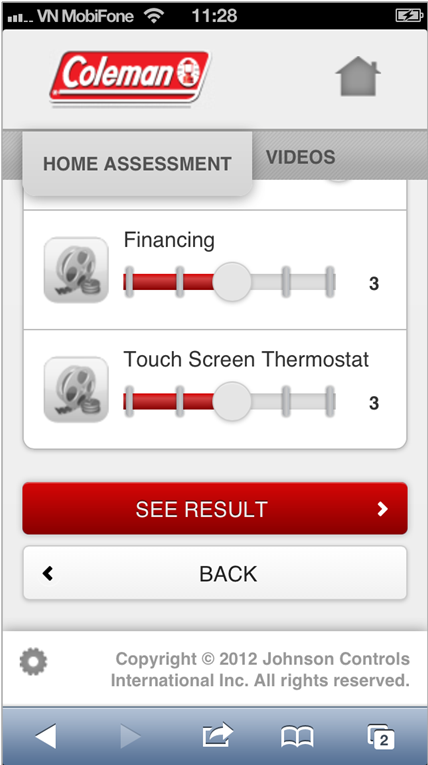 VN MobiFone 11:28
Coleman
HOME ASSESSMENT
VIDEOS
Financing
3
Touch Screen Thermostat
3
SEE RESULT
BACK
Copyright © 2012 Johnson Controls
International Inc. All rights reserved.
2